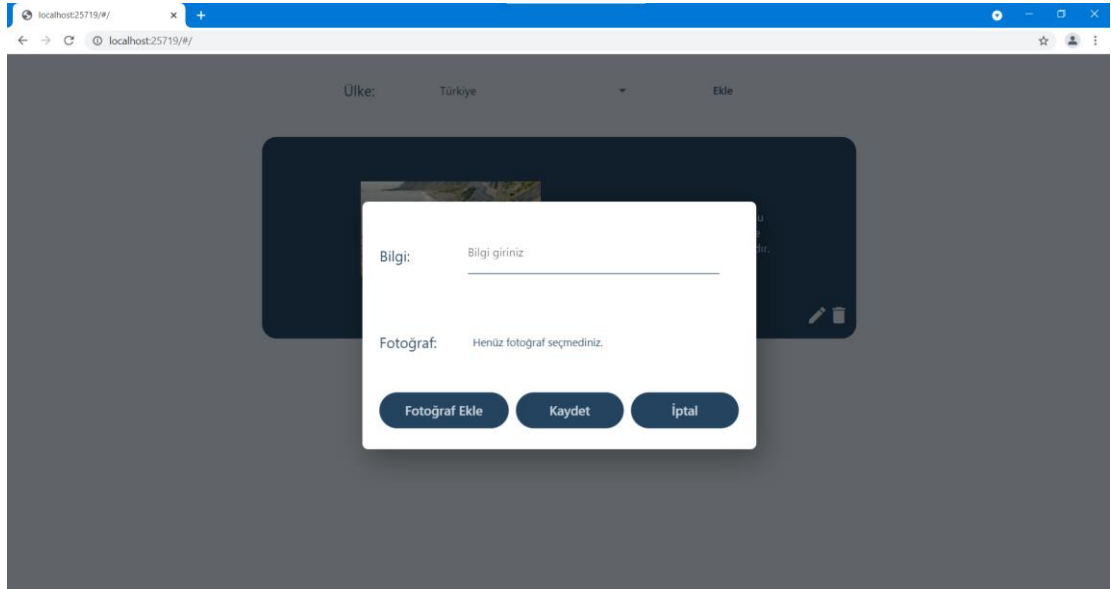 localhost:25719/#/
localhost:25719/#/
Ülke: Türkiye Ekle
Bilgi: Bilgi giriniz
Fotoğraf: Henüz fotoğraf seçmediniz.
Fotoğraf Ekle Kaydet İptal